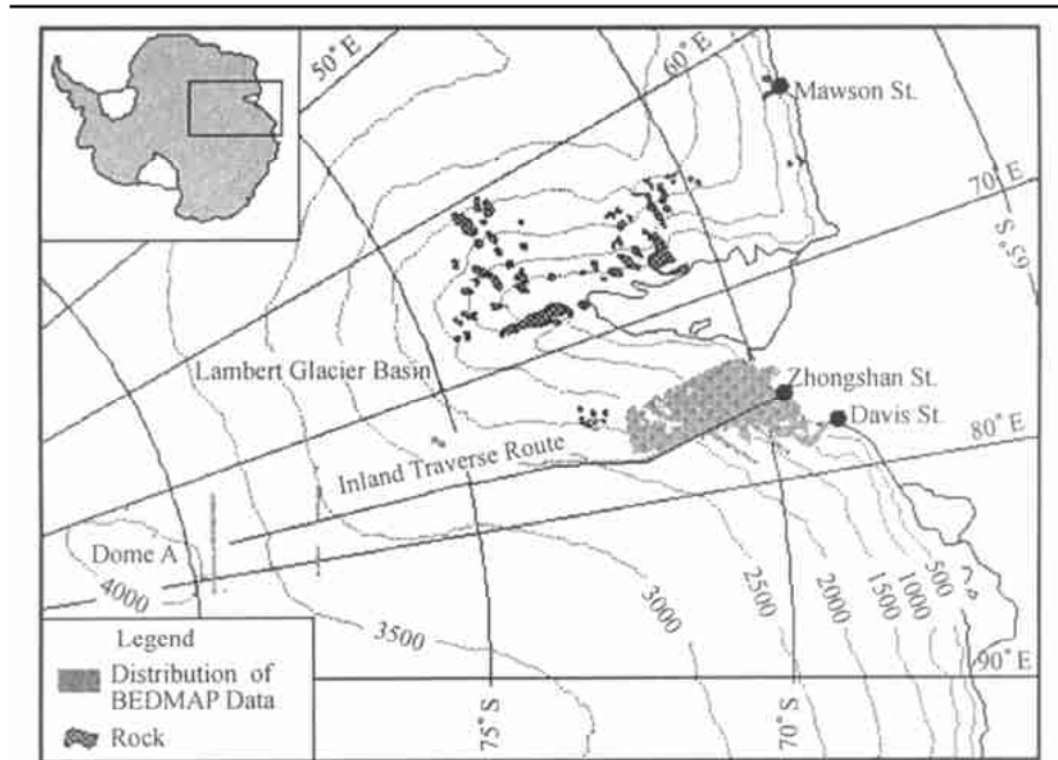 50° E
60° E
Mawson St.
70° E
65° S
Lambert Glacier Basin
Zhongshan St.
Davis St.
80° E
Inland Traverse Route
Dome A
4000
3500
3000
2500
2000
1500
1000
500
90° E
75° S
70° S
Legend
Distribution of
BEDMAP Data
Rock